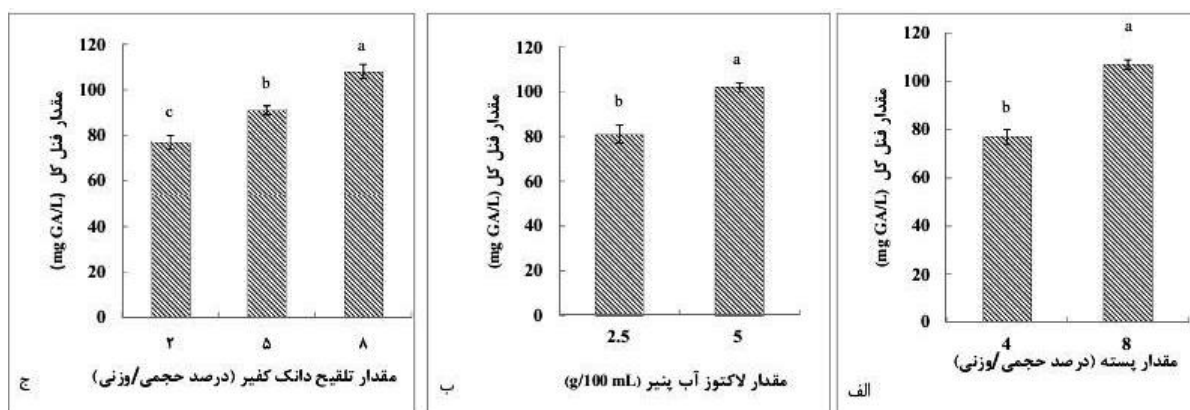 مقدار فنل کل (mg GA/L)
120
100
80
60
40
20
0
b
a
4
8
مقدار پسته (درصد حجمی/وزنی)
الف
مقدار فنل کل (mg GA/L)
120
100
80
60
40
20
0
b
a
2.5
5
مقدار لاکتوز آب پنیر (g/100 mL)
ب
مقدار فنل کل (mg GA/L)
120
100
80
60
40
20
0
c
b
a
۲
۵
۸
مقدار تلقیح دانک کفیر (درصد حجمی/وزنی)
ج